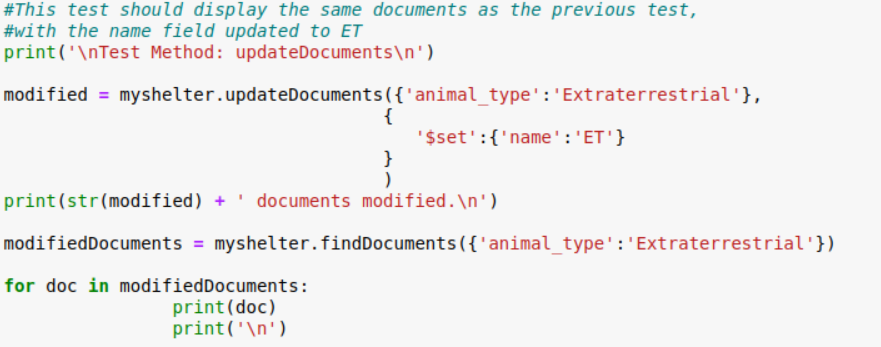 #This test should display the same documents as the previous test,
#with the name field updated to ET
print('\nTest Method: updateDocuments\n')
modified = myshelter.updateDocuments({'animal_type':'Extraterrestrial'},
{
'$set':{'name':'ET'}
}
)
print(str(modified) + ' documents modified.\n')
modifiedDocuments = myshelter.findDocuments({'animal_type':'Extraterrestrial'})
for doc in modifiedDocuments:
print(doc)
print('\n')